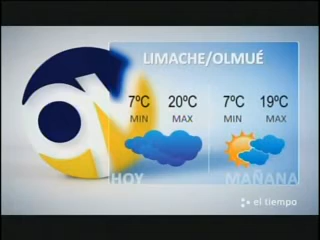 LIMACHE/OLMUÉ
7ºC 20ºC 7ºC 19ºC
MIN MAX MIN MAX
HOY MAÑANA
el tiempo